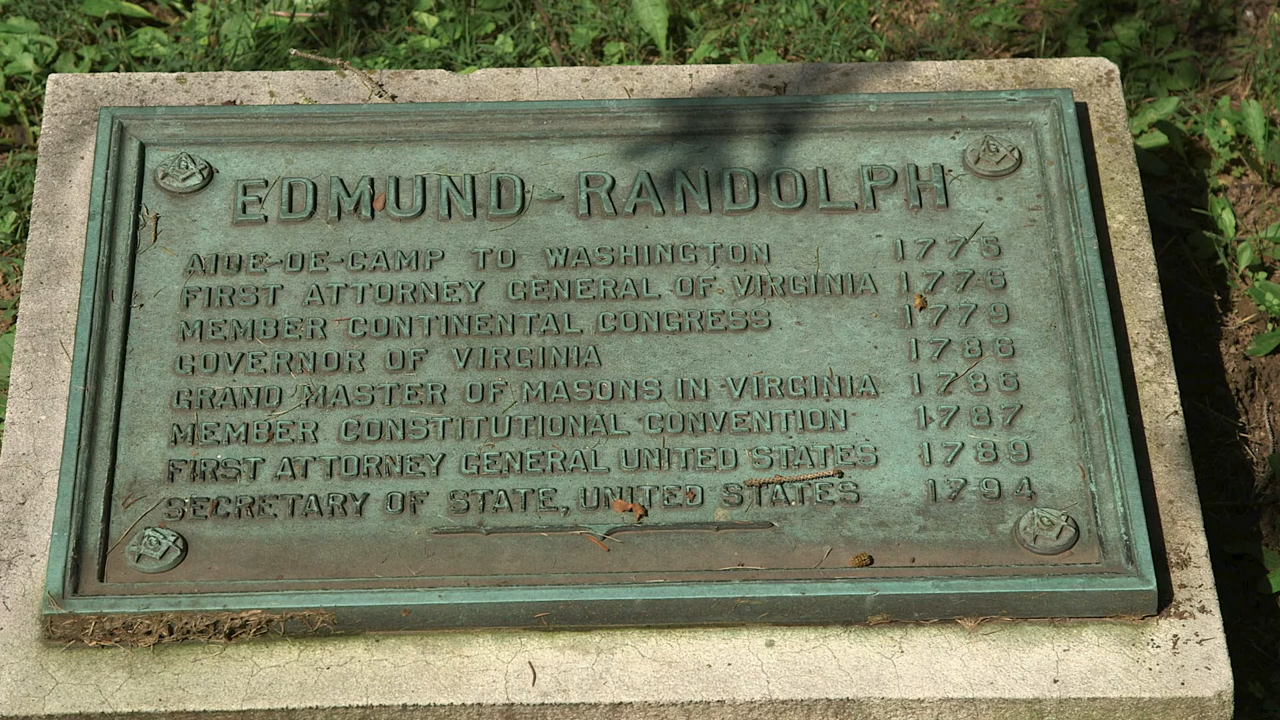 EDMUND-RANDOLPH
AIDE-DE-CAMP TO WASHINGTON 1775
FIRST ATTORNEY GENERAL OF VIRGINIA 1776
MEMBER CONTINENTAL CONGRESS 1779
GOVERNOR OF VIRGINIA 1786
GRAND MASTER OF MASONS IN VIRGINIA 1786
MEMBER CONSTITUTIONAL CONVENTION 1787
FIRST ATTORNEY GENERAL UNITED STATES 1789
SECRETARY OF STATE, UNITED STATES 1794